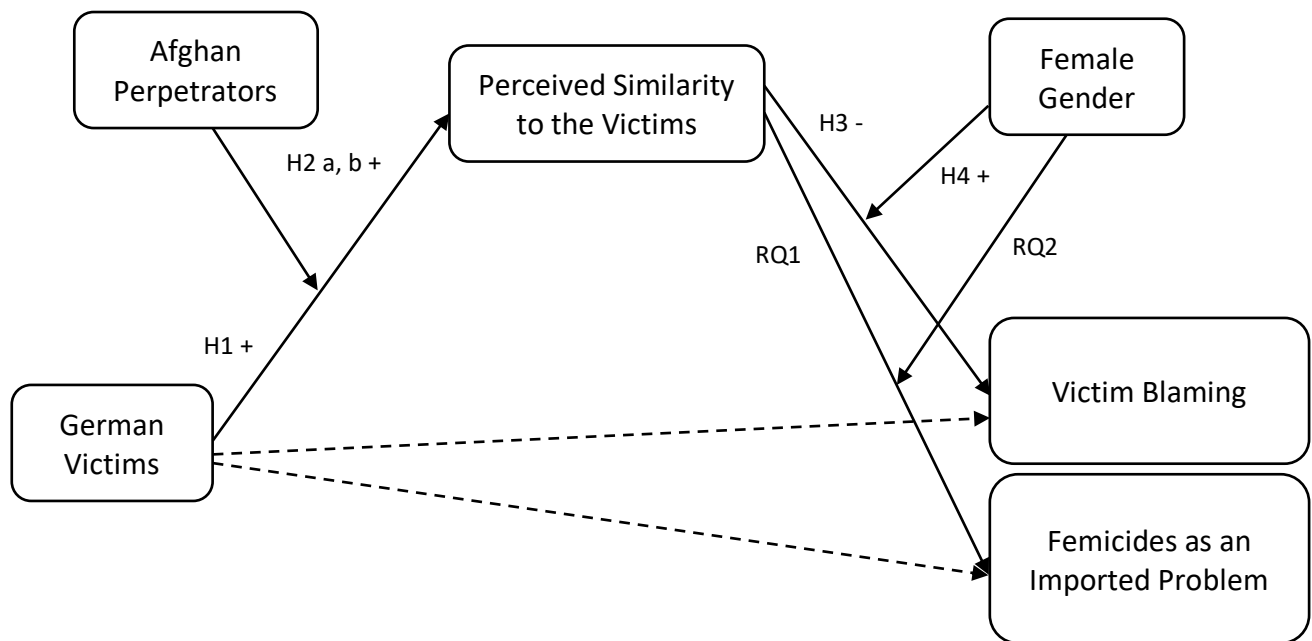 Afghan
Perpetrators
Perceived Similarity
to the Victims
Female
Gender
H2 a, b +
H3 -
H4 +
RQ1
RQ2
H1 +
German
Victims
Victim Blaming
Femicides as an
Imported Problem